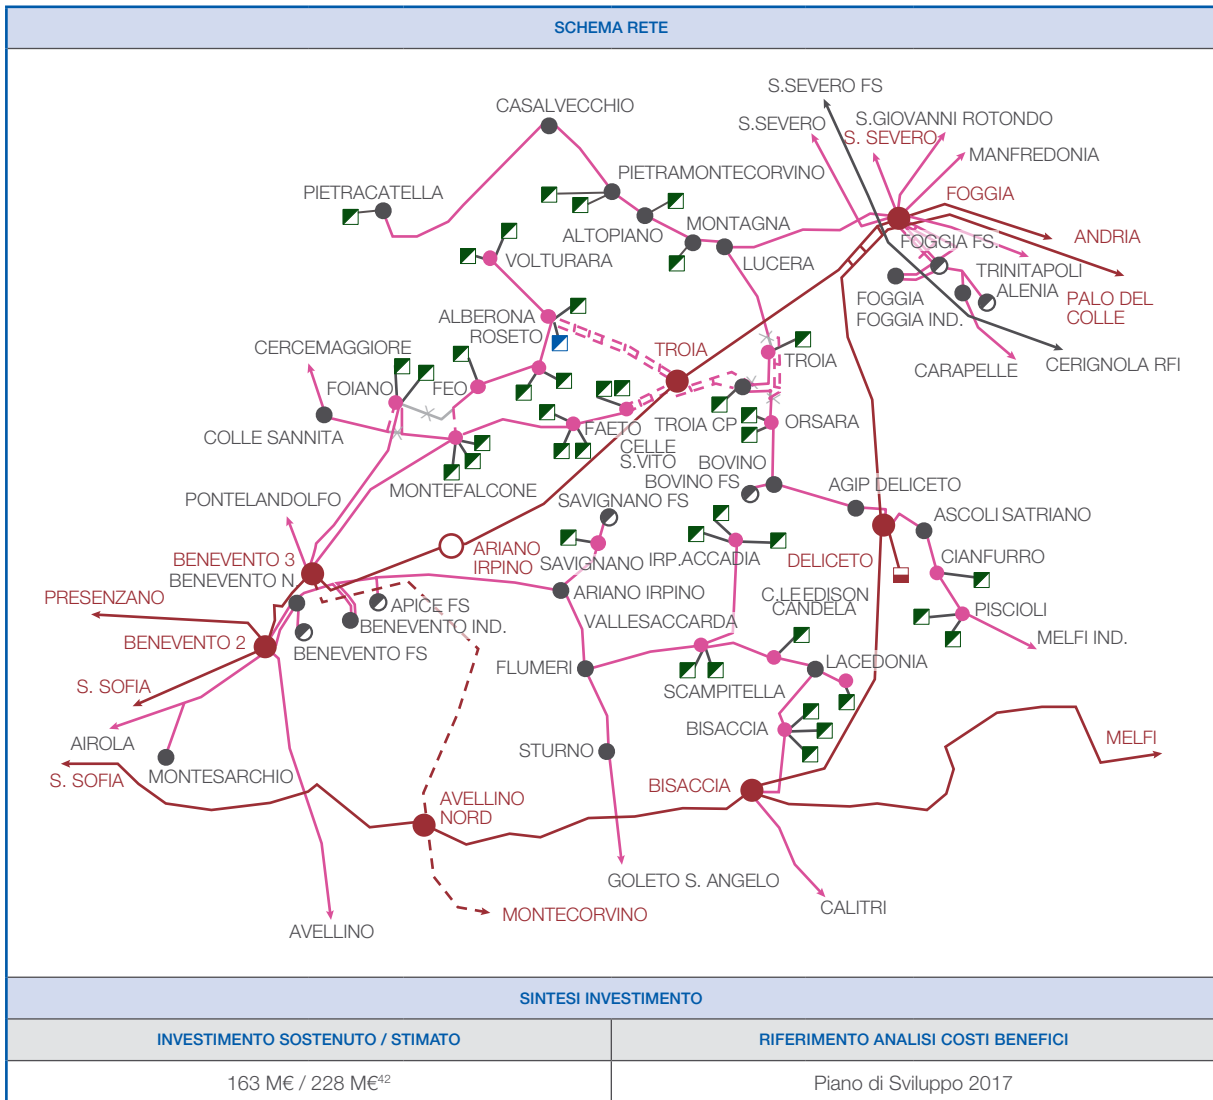 SCHEMA RETE
S.SEVERO FS
CASALVECCHIO
S.SEVERO
S.GIOVANNI ROTONDO
S. SEVERO
MANFREDONIA
PIETRAMONTECORVINO
PIETRACATELLA
FOGGIA
ALTOPIANO
MONTAGNA
ANDRIA
VOLTURARA
LUCERA
FOGGIA FS.
TRINITAPOLI
ALENIA
FOGGIA
FOGGIA IND.
PALO DEL
COLLE
ALBERONA
ROSETO
CERCEMAGGIORE
TROIA
TROIA
CERIGNOLA RFI
CARAPELLE
FOIANO
FEO
COLLE SANNITA
FAETO
CELLE
S.VITO
TROIA CP
ORSARA
MONTEFALCONE
BOVINO
BOVINO FS
AGIP DELICETO
PONTELANDOLFO
SAVIGNANO FS
ASCOLI SATRIANO
BENEVENTO 3
BENEVENTO N
ARIANO
IRPINO
SAVIGNANO
IRP.ACCADIA
DELICETO
CIANFURRO
PRESENZANO
APICE FS
ARIANO IRPINO
C.LE EDISON
CANDELA
PISCIOLI
BENEVENTO IND.
VALLESACCARDA
BENEVENTO 2
BENEVENTO FS
MELFI IND.
FLUMERI
LACEDONIA
S. SOFIA
SCAMPITELLA
AIROLA
STURNO
BISACCIA
MELFI
S. SOFIA
MONTESARCHIO
AVELLINO
NORD
BISACCIA
GOLETO S. ANGELO
MONTECORVINO
CALITRI
AVELLINO
SINTESI INVESTIMENTO
INVESTIMENTO SOSTENUTO / STIMATO
RIFERIMENTO ANALISI COSTI BENEFICI
163 M€ / 228 M€42
Piano di Sviluppo 2017